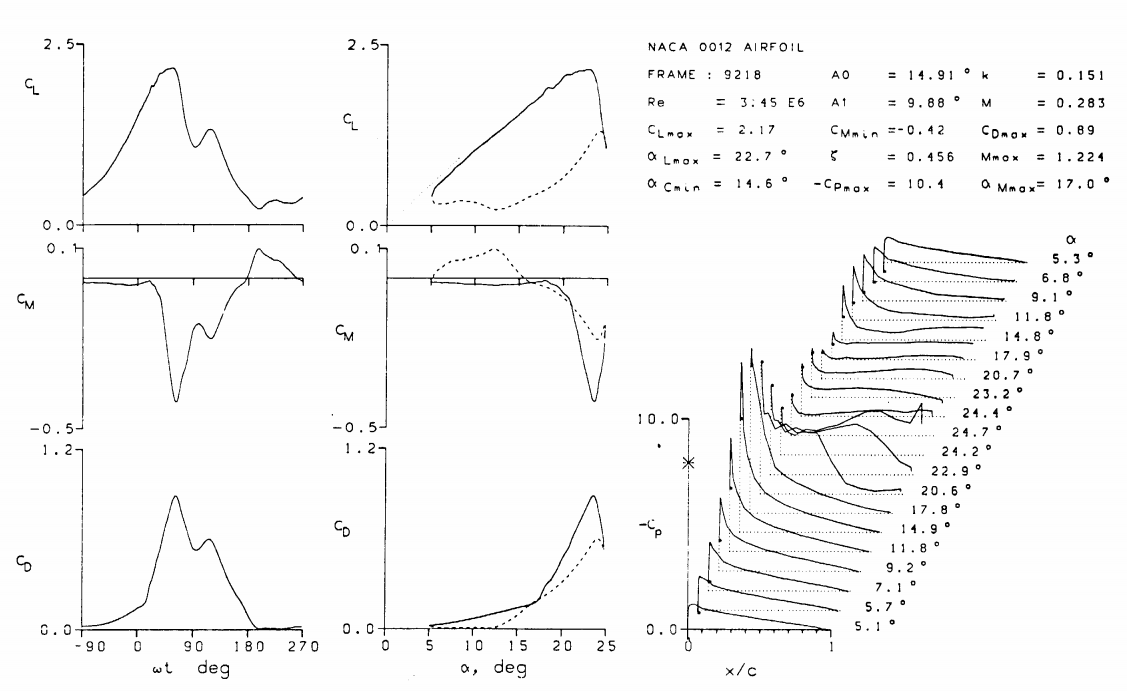 NACA 0012 AIRFOIL
FRAME : 9218 A0 = 14.91 ° k = 0.151
Re = 3.45 E6 A1 = 9.88 ° M = 0.283
CLmax = 2.17 CMmin =-0.42 CDmax = 0.89
αLmax = 22.7 ° ζ = 0.456 Mmax = 1.224
αCmin = 14.6 ° -CPmax = 10.4 αMmax= 17.0 °
2.5
CL
0.0
2.5
CL
0.0
0.1
CM
-0.5
0.1
CM
-0.5
1.2
CD
0.0
-90 0 90 180 270
ωt deg
1.2
CD
0.0
0 5 10 15 20 25
α, deg
α
5.3 °
6.8 °
9.1 °
11.8 °
14.8 °
17.9 °
20.7 °
23.2 °
24.4 °
24.7 °
24.2 °
22.9 °
20.6 °
17.8 °
14.9 °
11.8 °
9.2 °
7.1 °
5.7 °
5.1 °
10.0
-Cp
0.0
0 1
x/c